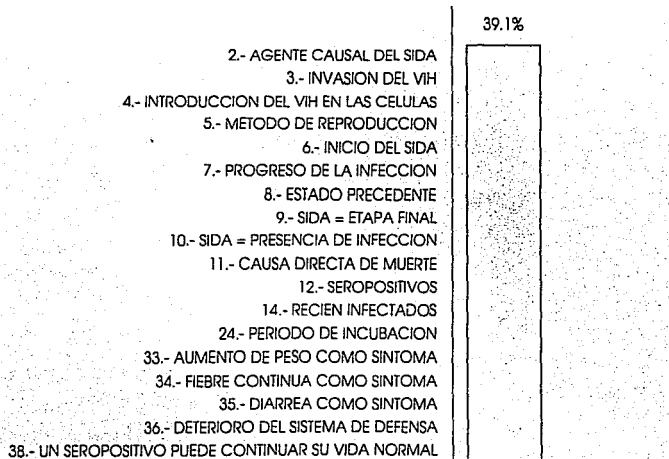 39.1%
2.- AGENTE CAUSAL DEL SIDA
3.- INVASION DEL VIH
4.- INTRODUCCION DEL VIH EN LAS CELULAS
5.- METODO DE REPRODUCCION
6.- INICIO DEL SIDA
7.- PROGRESO DE LA INFECCION
8.- ESTADO PRECEDENTE
9.- SIDA = ETAPA FINAL
10.- SIDA = PRESENCIA DE INFECCION
11.- CAUSA DIRECTA DE MUERTE
12.- SEROPOSITIVOS
14.- RECIEN INFECTADOS
24.- PERIODO DE INCUBACION
33.- AUMENTO DE PESO COMO SINTOMA
34.- FIEBRE CONTINUA COMO SINTOMA
35.- DIARREA COMO SINTOMA
36.- DETERIORO DEL SISTEMA DE DEFENSA
38.- UN SEROPOSITIVO PUEDE CONTINUAR SU VIDA NORMAL